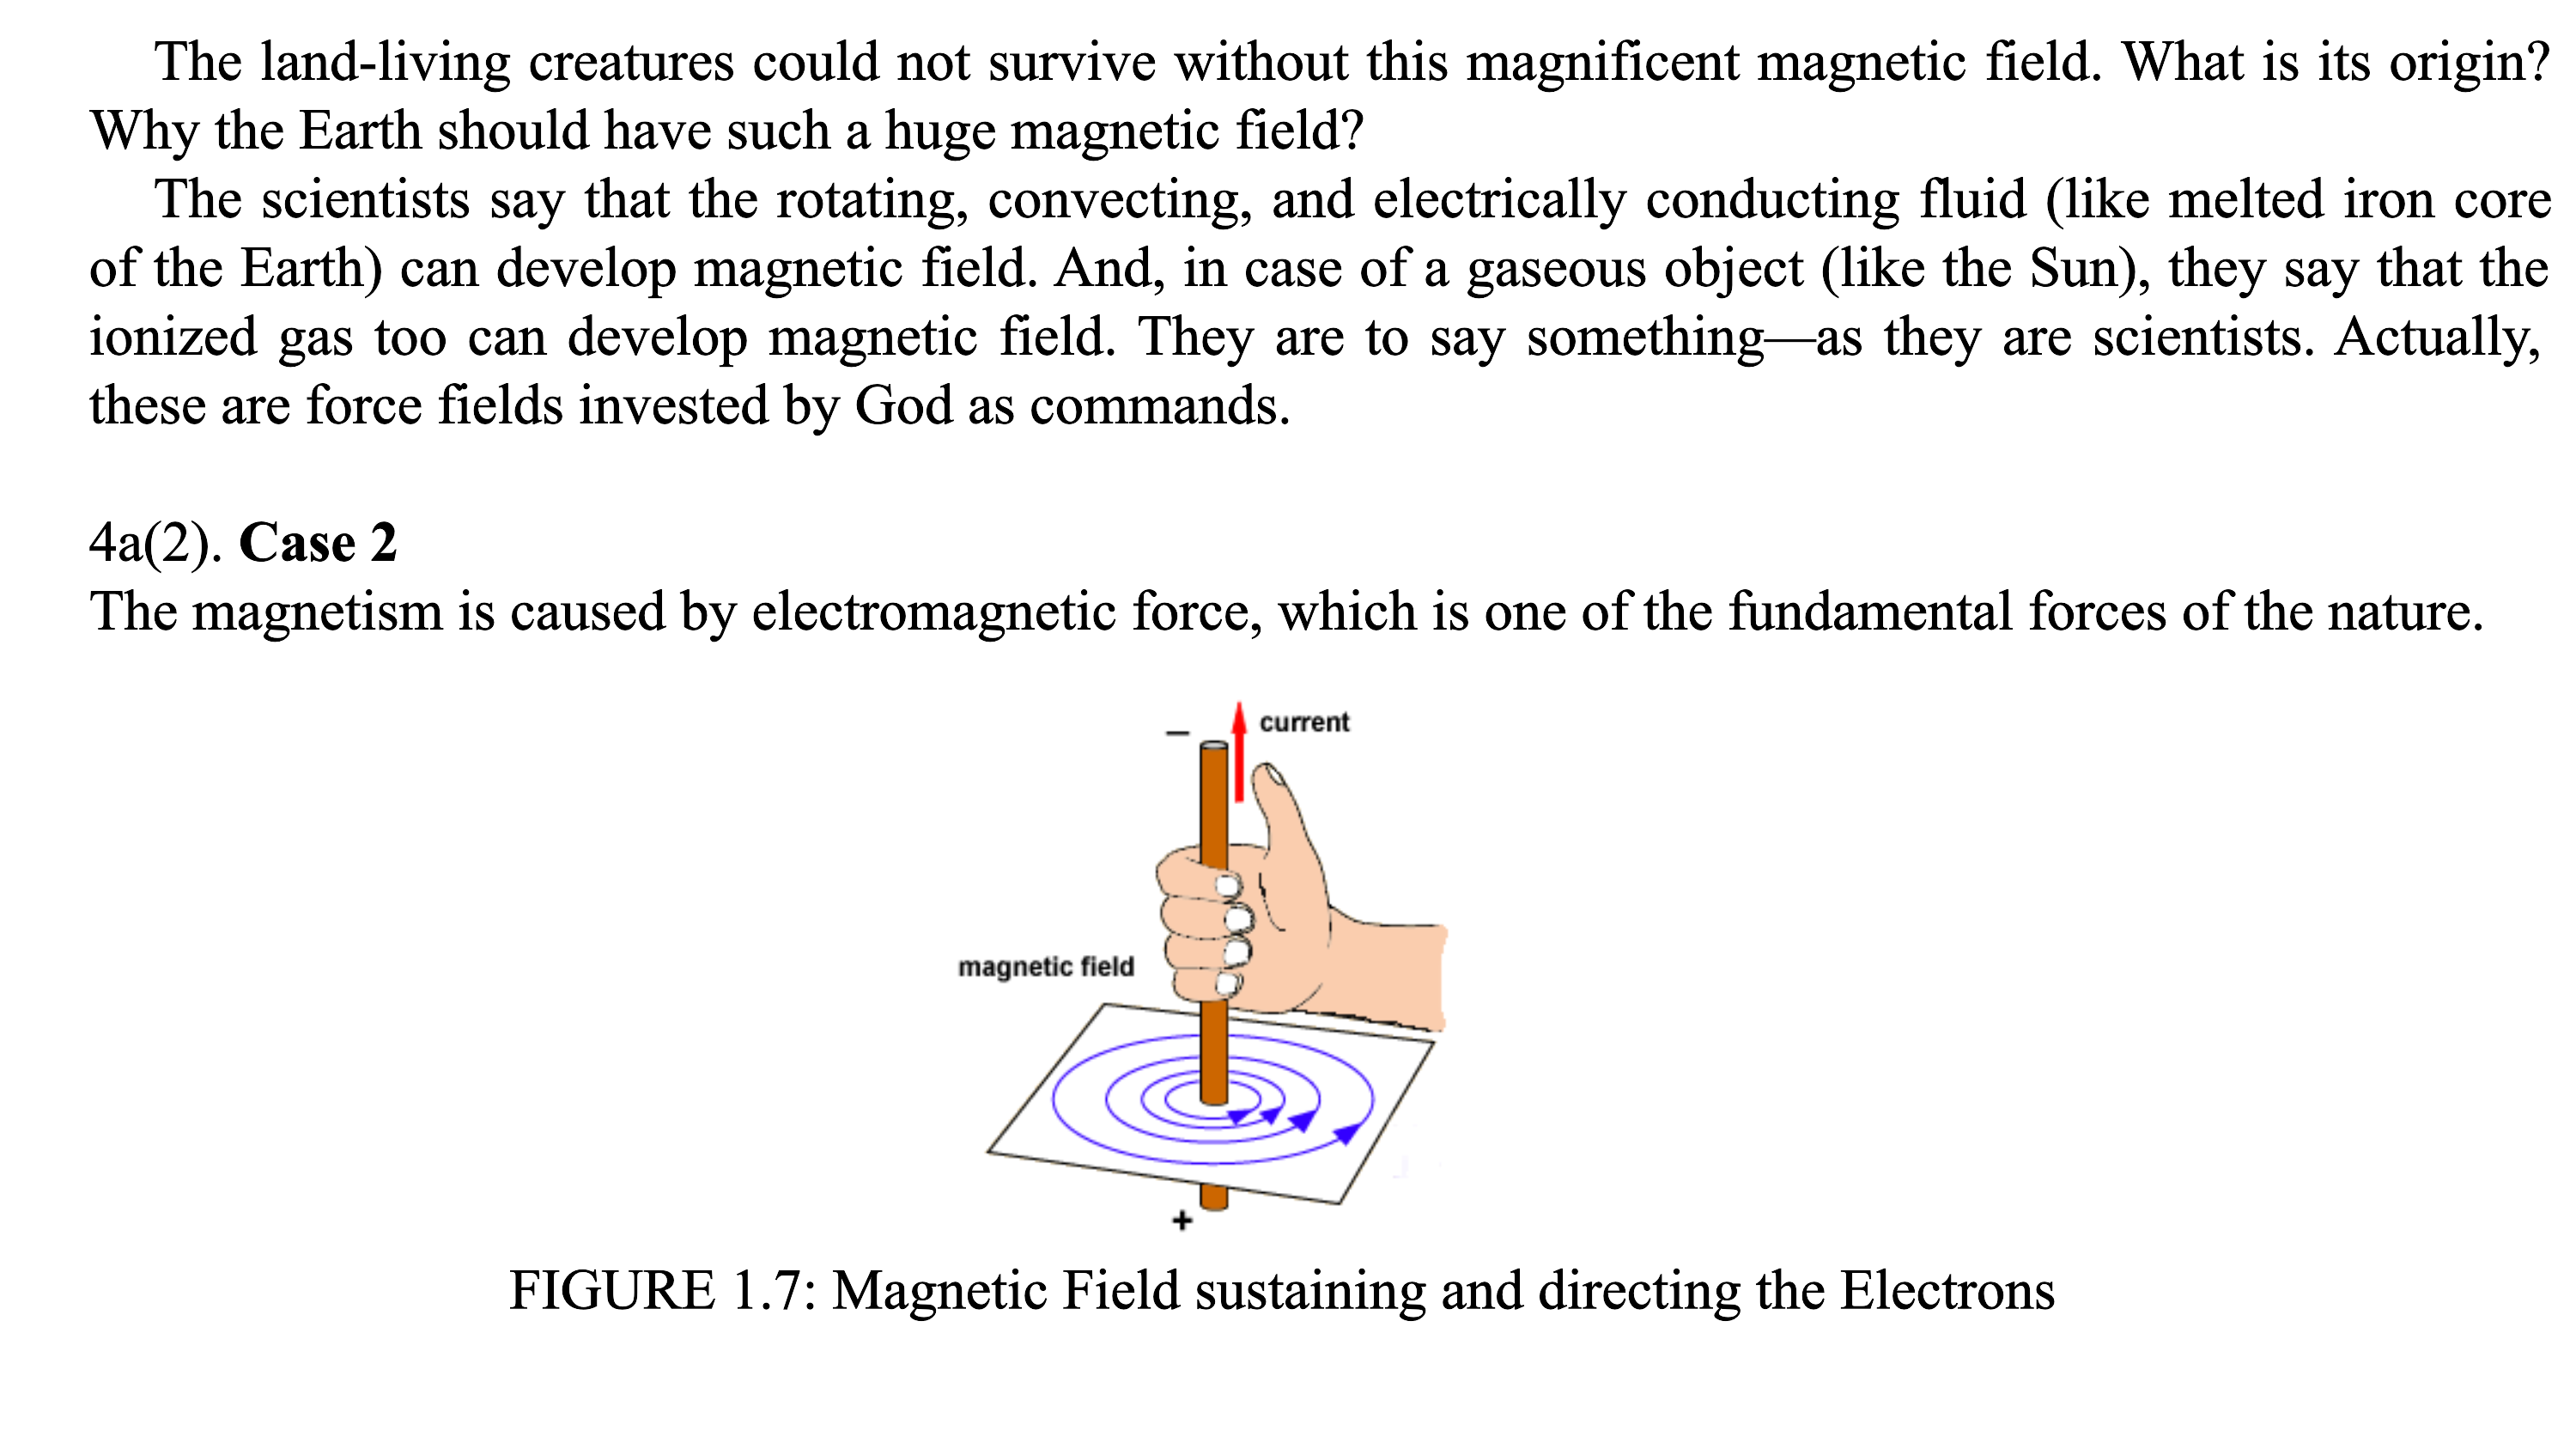 The land-living creatures could not survive without this magnificent magnetic field. What is its origin?
Why the Earth should have such a huge magnetic field?
The scientists say that the rotating, convecting, and electrically conducting fluid (like melted iron core
of the Earth) can develop magnetic field. And, in case of a gaseous object (like the Sun), they say that the
ionized gas too can develop magnetic field. They are to say something—as they are scientists. Actually,
these are force fields invested by God as commands.
4a(2). Case 2
The magnetism is caused by electromagnetic force, which is one of the fundamental forces of the nature.
– current
magnetic field
+
FIGURE 1.7: Magnetic Field sustaining and directing the Electrons